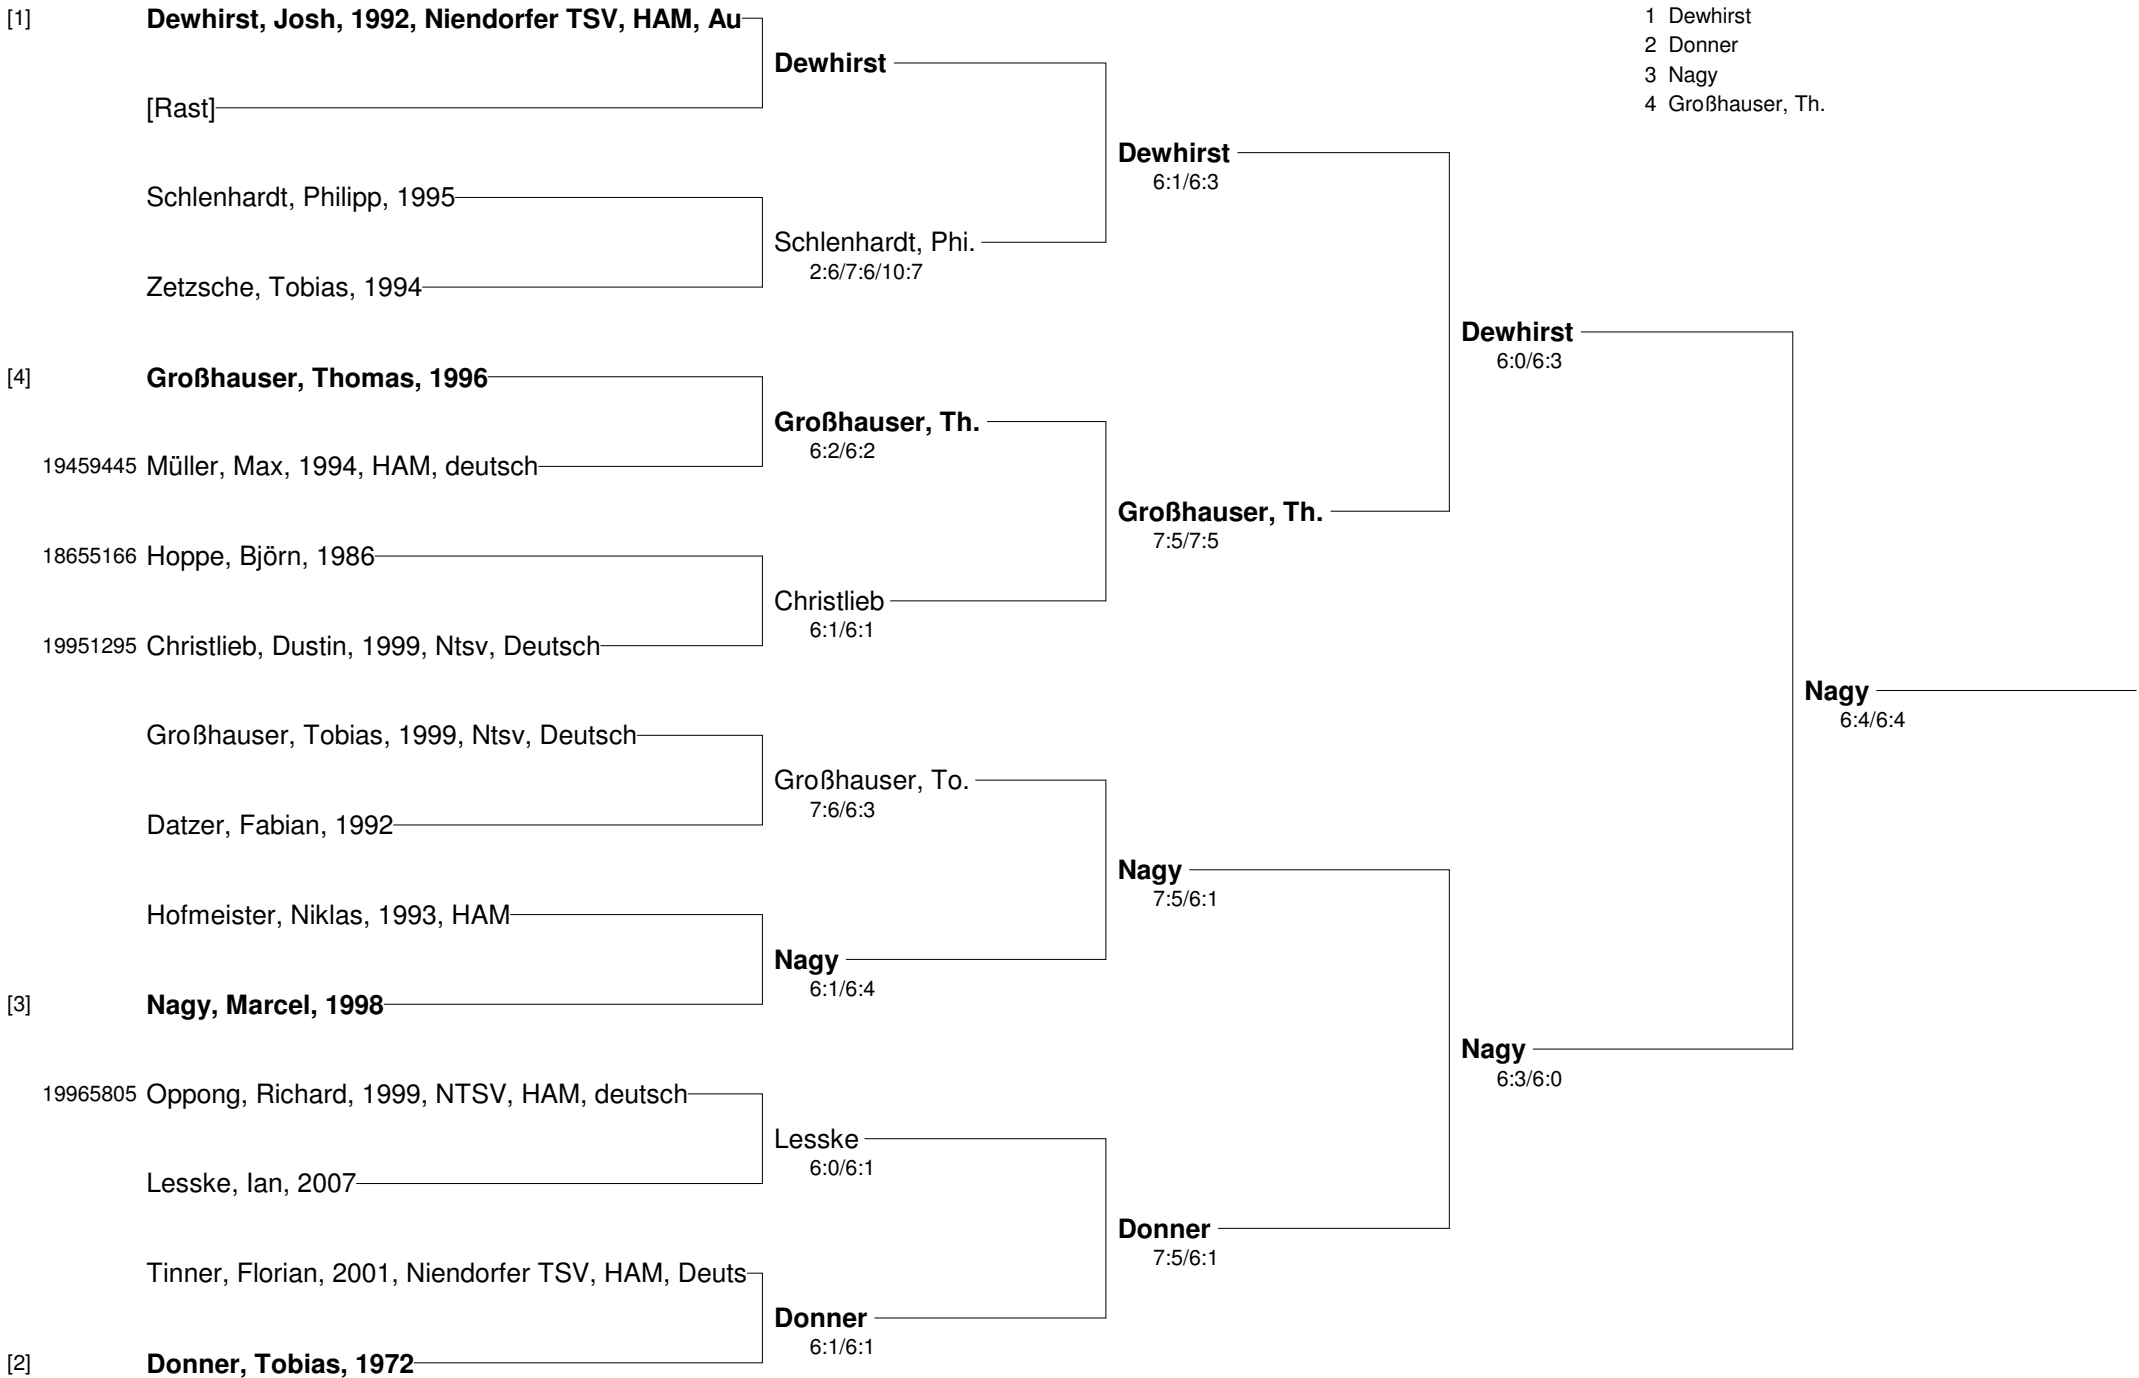 [1] Dewhirst, Josh, 1992, Niendorfer TSV, HAM, Au
[Rast]
Schlenhardt, Philipp, 1995
Zetzsche, Tobias, 1994
[4] Großhauser, Thomas, 1996
19459445 Müller, Max, 1994, HAM, deutsch
18655166 Hoppe, Björn, 1986
19951295 Christlieb, Dustin, 1999, Ntsv, Deutsch
Großhauser, Tobias, 1999, Ntsv, Deutsch
Datzer, Fabian, 1992
Hofmeister, Niklas, 1993, HAM
[3] Nagy, Marcel, 1998
19965805 Oppong, Richard, 1999, NTSV, HAM, deutsch
Lesske, Ian, 2007
Tinner, Florian, 2001, Niendorfer TSV, HAM, Deuts
[2] Donner, Tobias, 1972
Dewhirst
Schlenhardt, Phi.
2:6/7:6/10:7
Großhauser, Th.
6:2/6:2
Christlieb
6:1/6:1
Großhauser, To.
7:6/6:3
Nagy
6:1/6:4
Lesske
6:0/6:1
Donner
6:1/6:1
Dewhirst
6:1/6:3
Großhauser, Th.
7:5/7:5
Nagy
7:5/6:1
Donner
7:5/6:1
Dewhirst
6:0/6:3
Nagy
6:3/6:0
Nagy
6:4/6:4
1 Dewhirst
2 Donner
3 Nagy
4 Großhauser, Th.